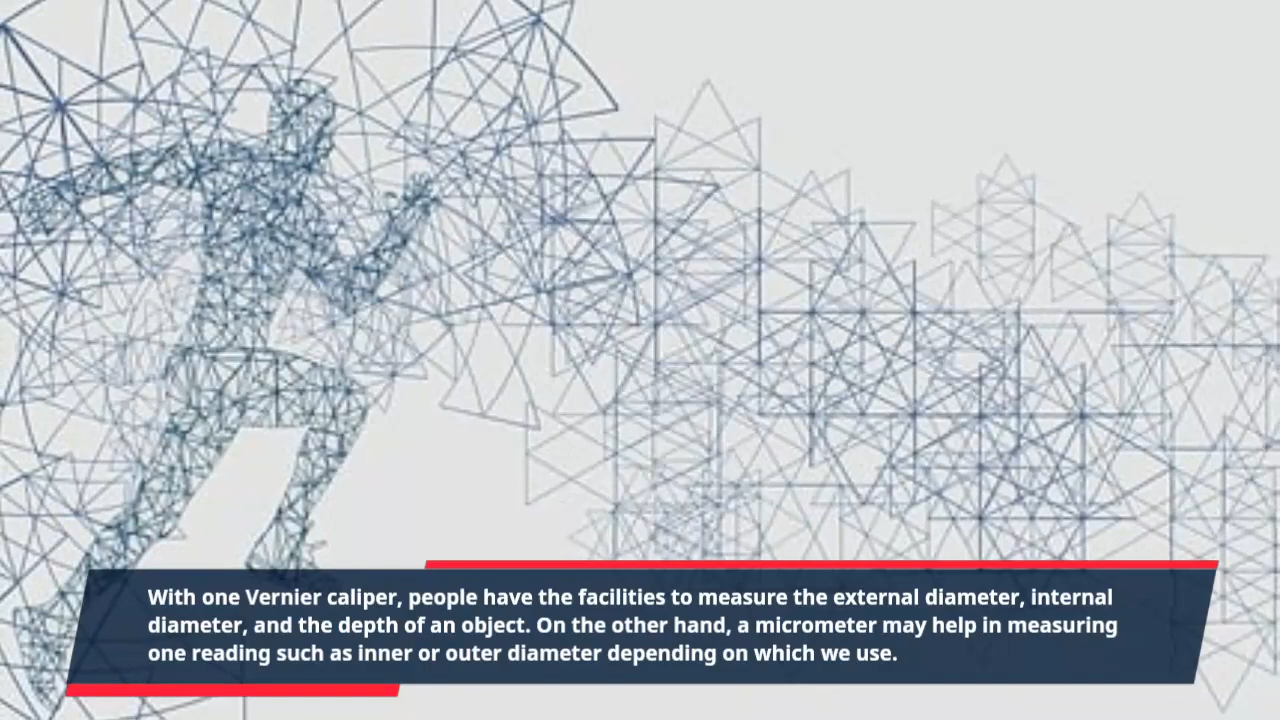 With one Vernier caliper, people have the facilities to measure the external diameter, internal
diameter, and the depth of an object. On the other hand, a micrometer may help in measuring
one reading such as inner or outer diameter depending on which we use.